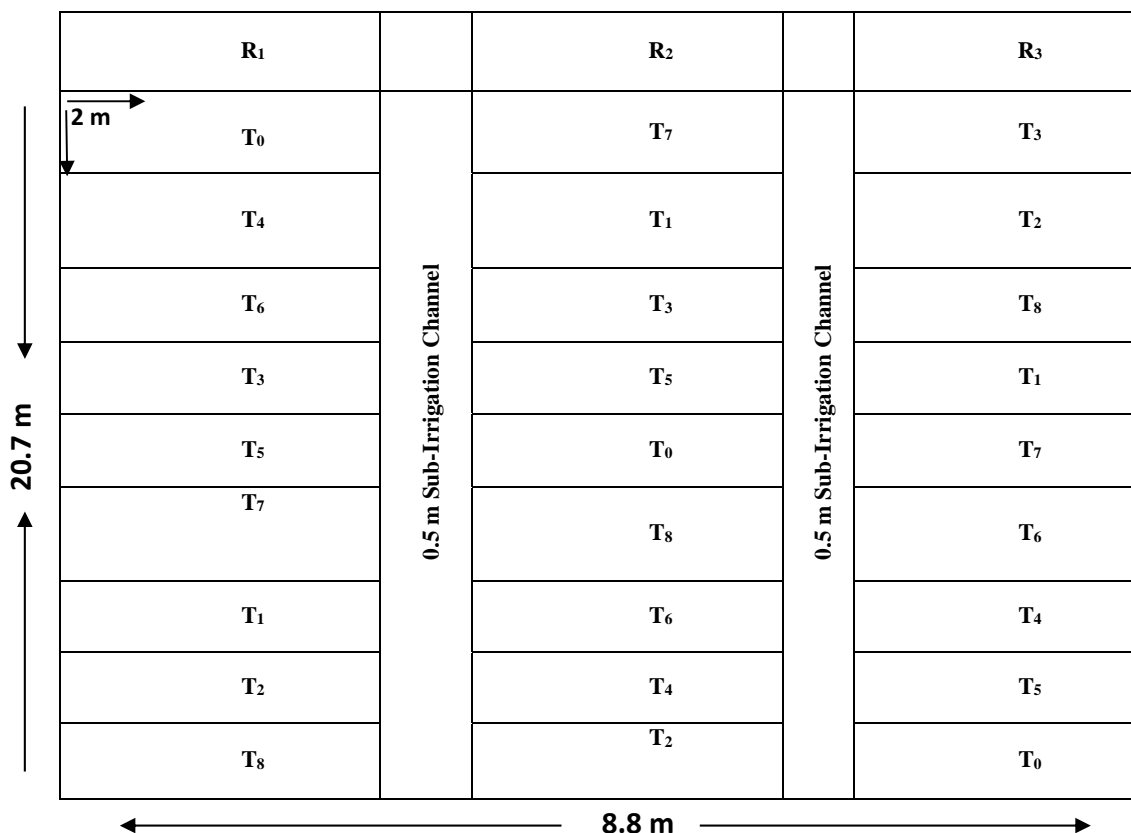 R1 R2 R3
2 m
T0 T7 T3
T4 T1 T2
T6 T3 T8
T3 T5 T1
T5 T0 T7
T7 T8 T6
T1 T6 T4
T2 T4 T5
T8 T2 T0
0.5 m Sub-Irrigation Channel
0.5 m Sub-Irrigation Channel
20.7 m
8.8 m